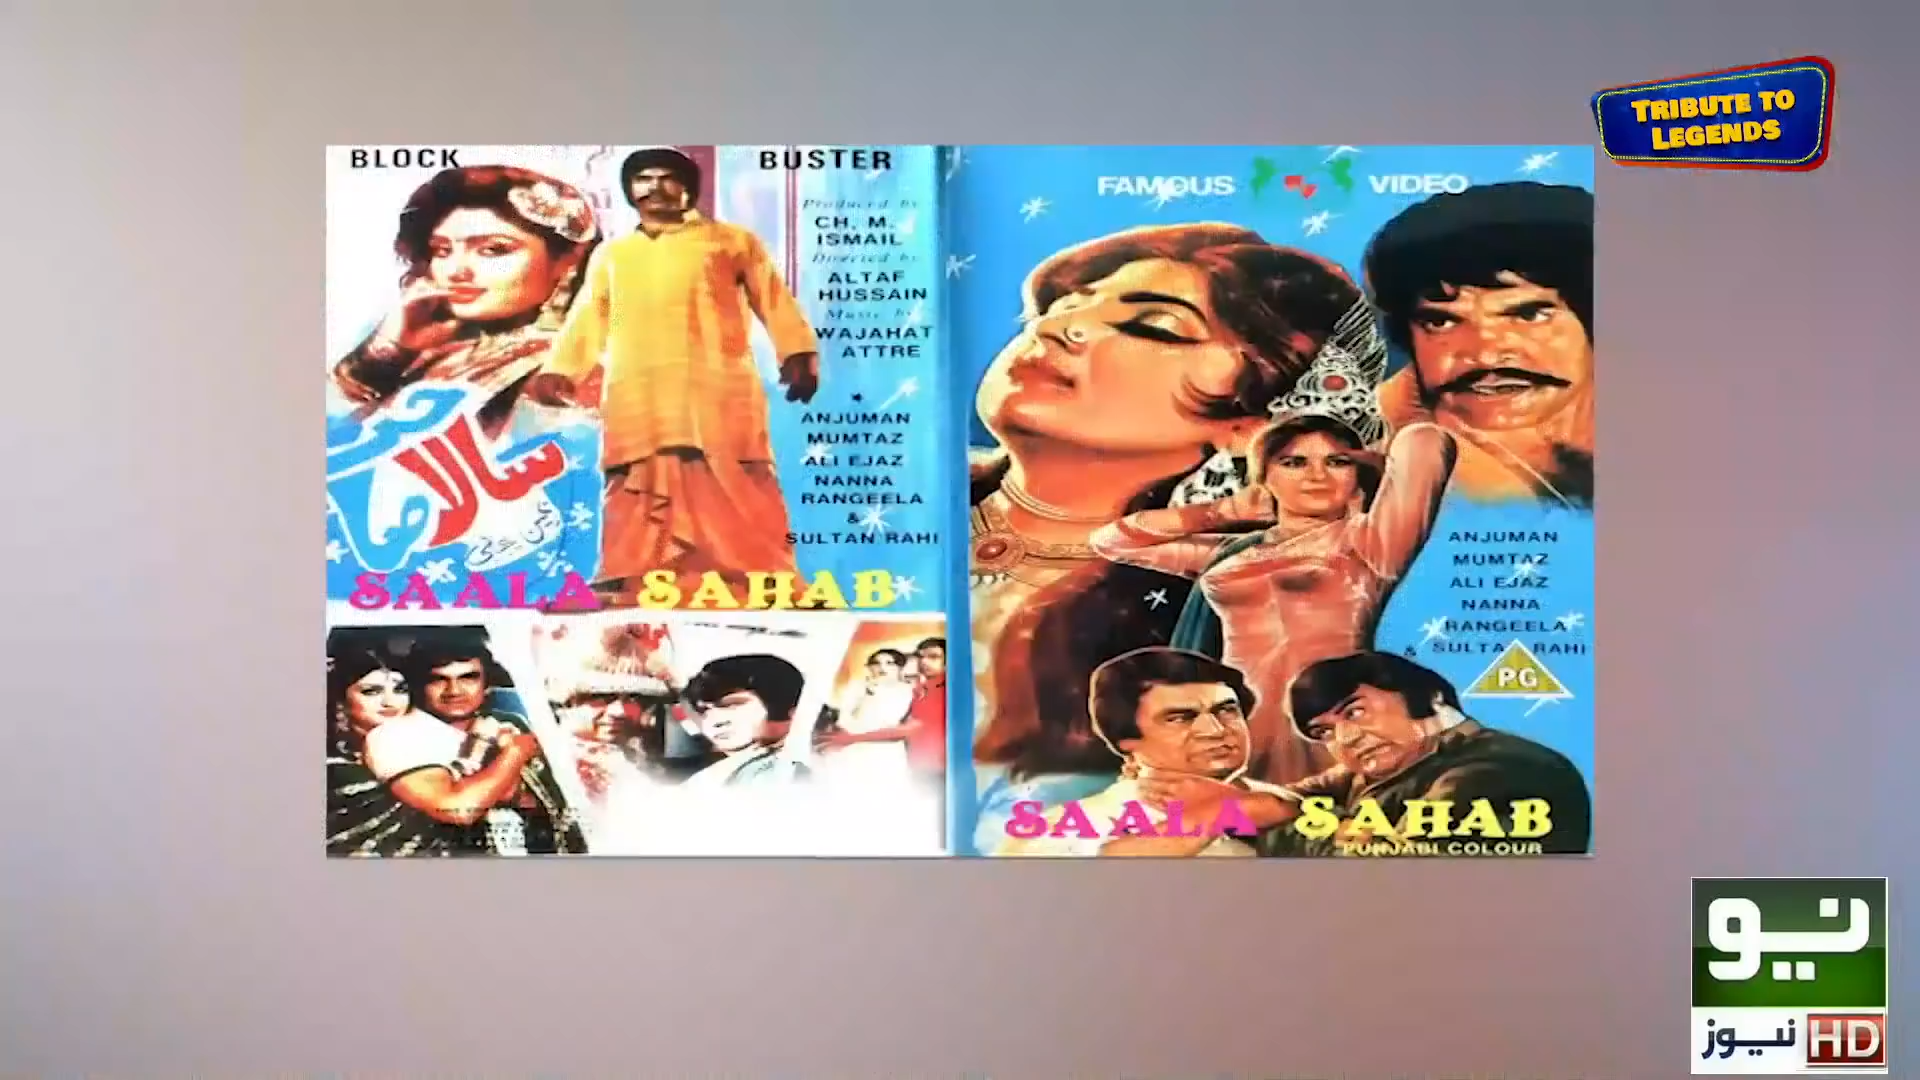 TRIBUTE TO
LEGENDS
BLOCK BUSTER
Produced by
CH. M.
ISMAIL
Directed by
ALTAF
HUSSAIN
Music by
WAJAHAT
ATTRE
ANJUMAN
MUMTAZ
ALI EJAZ
NANNA
RANGEELA
&
SULTAN RAHI
سالا صاحب
SAALA SAHAB
FAMOUS VIDEO
ANJUMAN
MUMTAZ
ALI EJAZ
NANNA
RANGEELA
& SULTAN RAHI
PG
SAALA SAHAB
PUNJABI COLOUR
نیو
نیوز HD